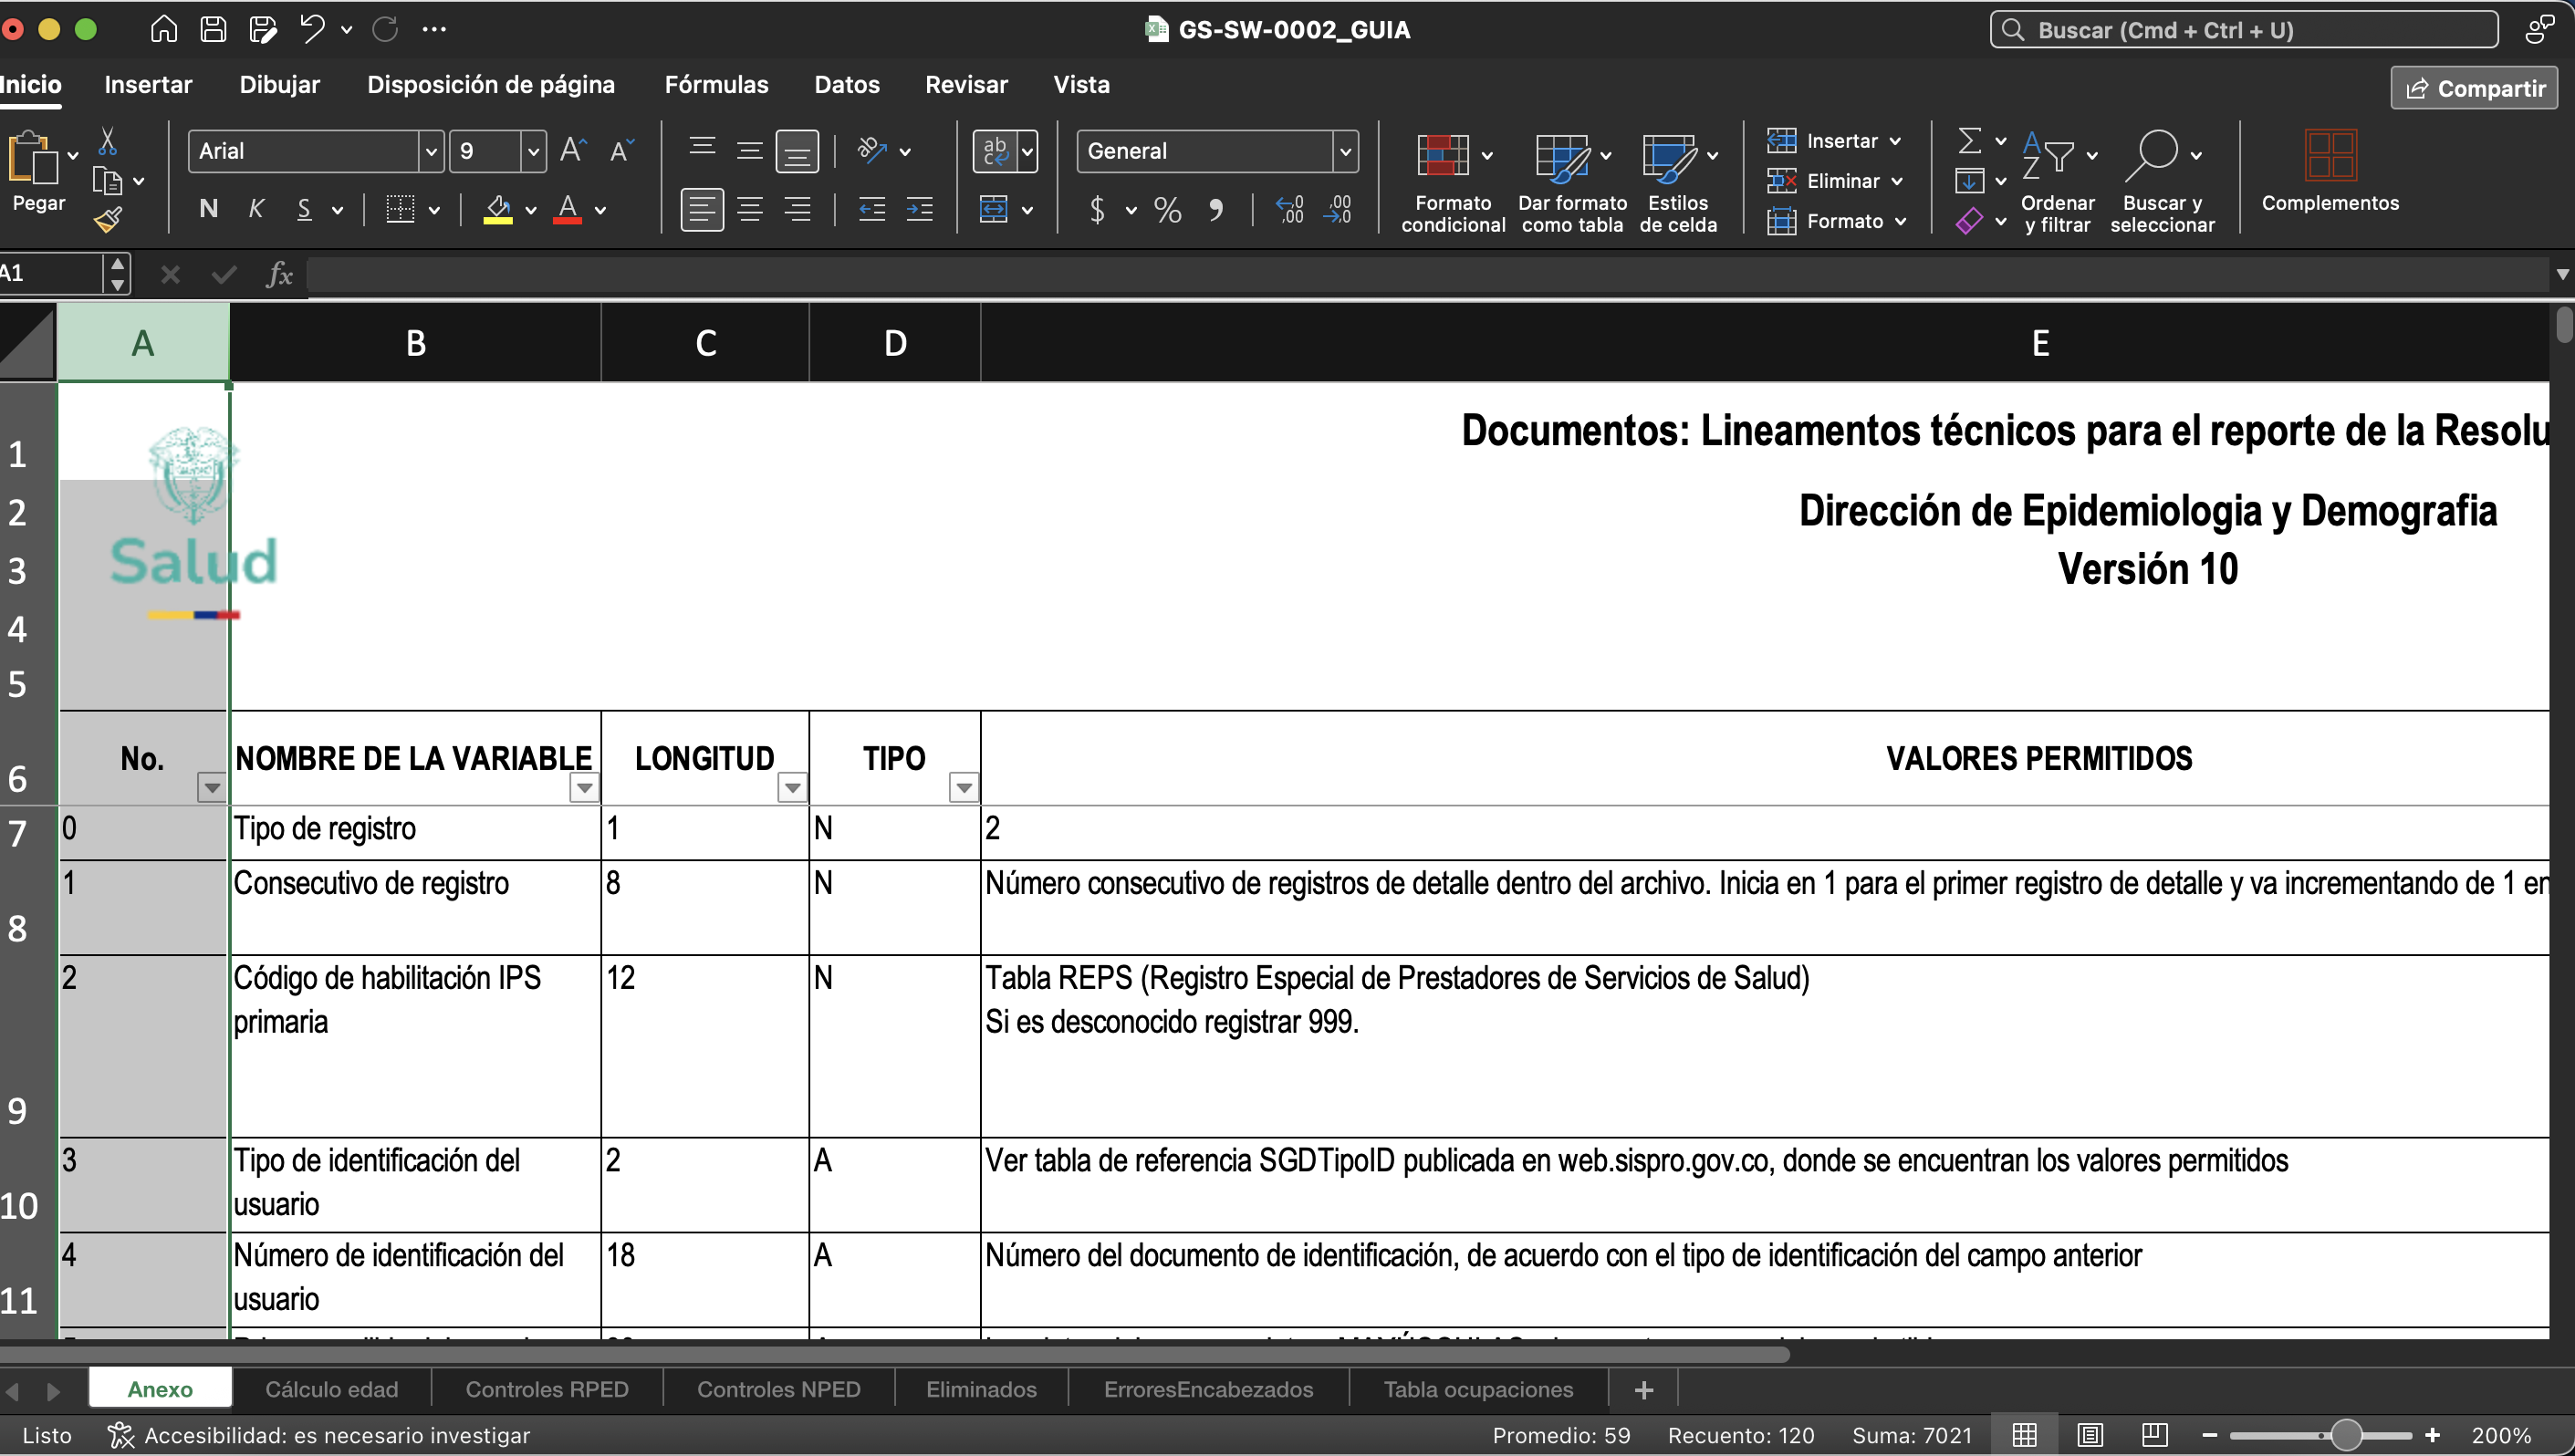 GS-SW-0002_GUIA
Buscar (Cmd + Ctrl + U)
Inicio Insertar Dibujar Disposición de página Fórmulas Datos Revisar Vista
Compartir
Pegar
Arial 9
N K S
ab
General
$ % ,00 ,0
Formato condicional
Dar formato como tabla
Estilos de celda
Insertar
Eliminar
Formato
Ordenar y filtrar
Buscar y seleccionar
Complementos
A1 fx
A B C D E
1 Documentos: Lineamentos técnicos para el reporte de la Resolu
2 Dirección de Epidemiologia y Demografia
3 Versión 10
Salud
4
5
6 No. NOMBRE DE LA VARIABLE LONGITUD TIPO VALORES PERMITIDOS
7 0 Tipo de registro 1 N 2
8 1 Consecutivo de registro 8 N Número consecutivo de registros de detalle dentro del archivo. Inicia en 1 para el primer registro de detalle y va incrementando de 1 en
9 2 Código de habilitación IPS primaria 12 N Tabla REPS (Registro Especial de Prestadores de Servicios de Salud)
Si es desconocido registrar 999.
10 3 Tipo de identificación del usuario 2 A Ver tabla de referencia SGDTipoID publicada en web.sispro.gov.co, donde se encuentran los valores permitidos
11 4 Número de identificación del usuario 18 A Número del documento de identificación, de acuerdo con el tipo de identificación del campo anterior
Anexo Cálculo edad Controles RPED Controles NPED Eliminados ErroresEncabezados Tabla ocupaciones +
Listo Accesibilidad: es necesario investigar Promedio: 59 Recuento: 120 Suma: 7021 200%